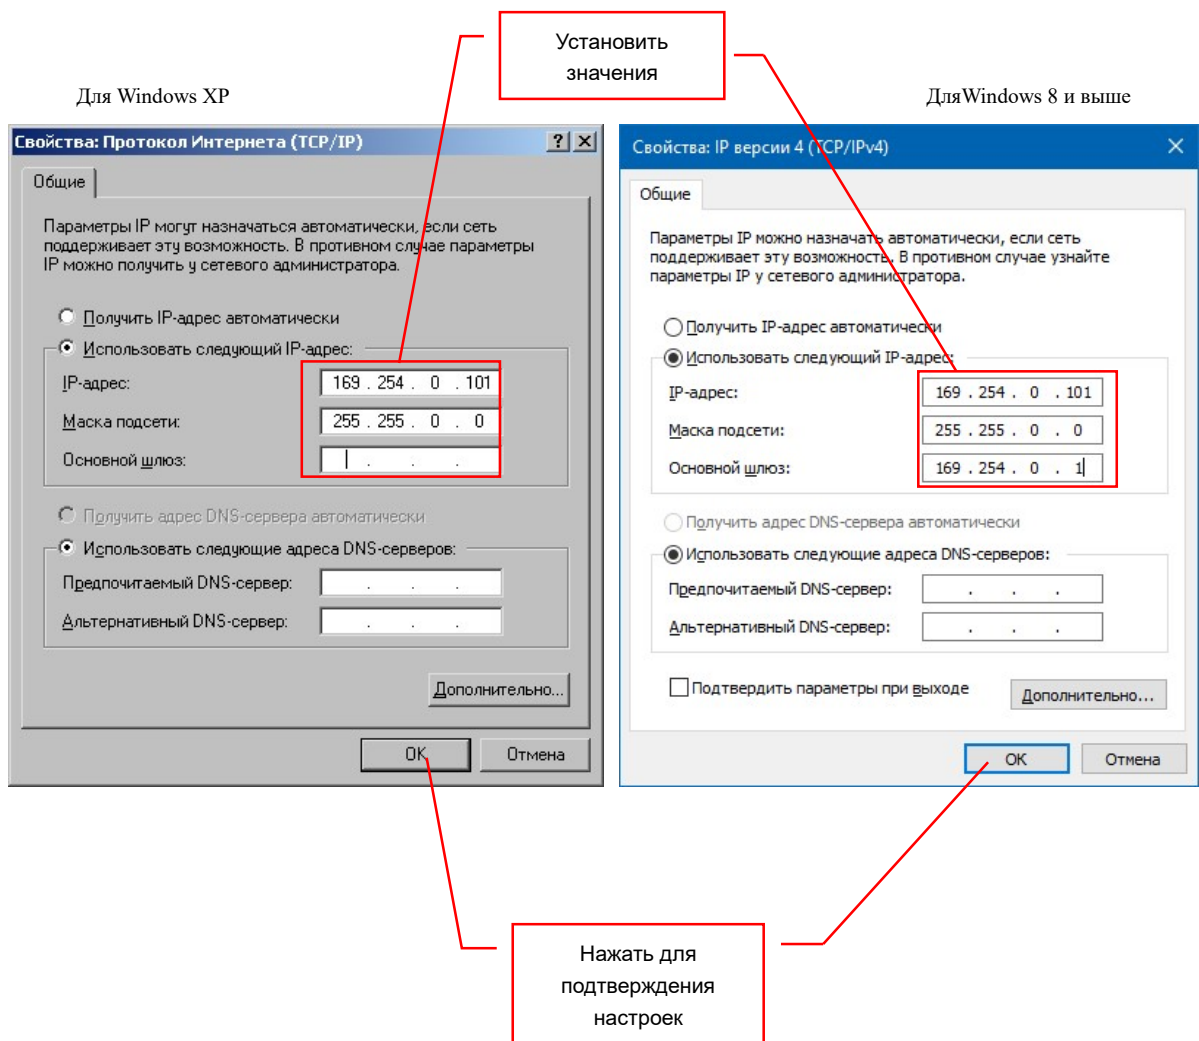 Установить
значения
Для Windows XP
ДляWindows 8 и выше
Свойства: Протокол Интернета (TCP/IP)
Общие
Параметры IP могут назначаться автоматически, если сеть
поддерживает эту возможность. В противном случае параметры
IP можно получить у сетевого администратора.
Получить IP-адрес автоматически
Использовать следующий IP-адрес:
IP-адрес: 169 . 254 . 0 . 101
Маска подсети: 255 . 255 . 0 . 0
Основной шлюз: . . .
Получить адрес DNS-сервера автоматически
Использовать следующие адреса DNS-серверов:
Предпочитаемый DNS-сервер: . . .
Альтернативный DNS-сервер: . . .
Дополнительно...
OK Отмена
Свойства: IP версии 4 (TCP/IPv4)
Общие
Параметры IP можно назначать автоматически, если сеть
поддерживает эту возможность. В противном случае узнайте
параметры IP у сетевого администратора.
Получить IP-адрес автоматически
Использовать следующий IP-адрес:
IP-адрес: 169 . 254 . 0 . 101
Маска подсети: 255 . 255 . 0 . 0
Основной шлюз: 169 . 254 . 0 . 1
Получить адрес DNS-сервера автоматически
Использовать следующие адреса DNS-серверов:
Предпочитаемый DNS-сервер: . . .
Альтернативный DNS-сервер: . . .
Подтвердить параметры при выходе
Дополнительно...
OK Отмена
Нажать для
подтверждения
настроек